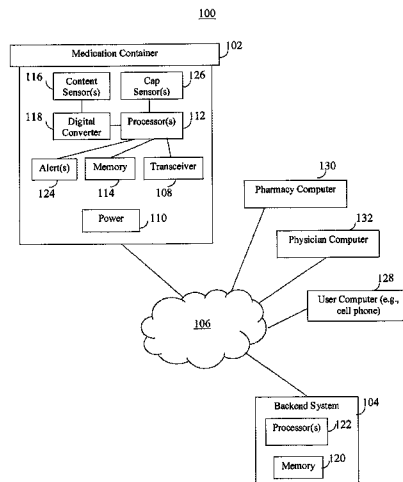 100
Medication Container
102
116
Content
Sensor(s)
Cap
Sensor(s)
126
118
Digital
Converter
Processor(s)
112
Alert(s)
Memory
Transceiver
124
114
108
Power
110
130
Pharmacy Computer
132
Physician Computer
128
User Computer (e.g.,
cell phone)
106
Backend System
104
Processor(s)
122
Memory
120